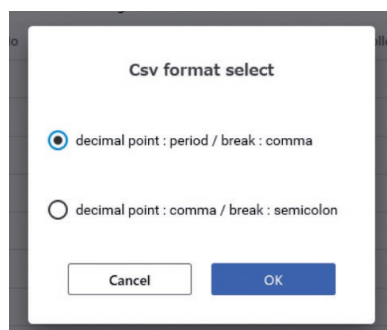 Csv format select
decimal point : period / break : comma
decimal point : comma / break : semicolon
Cancel
OK